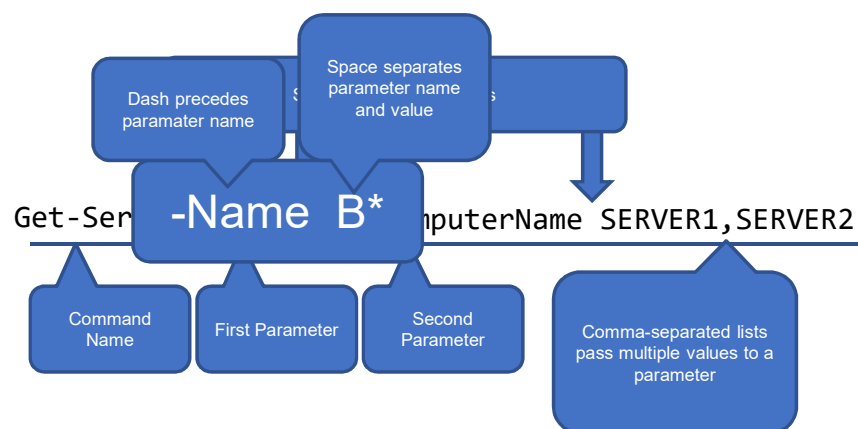 Space separates
parameter name
and value
Dash precedes
paramater name
-Name B*
Get-Ser
mputerName SERVER1,SERVER2
Command
Name
First Parameter
Second
Parameter
Comma-separated lists
pass multiple values to a
parameter